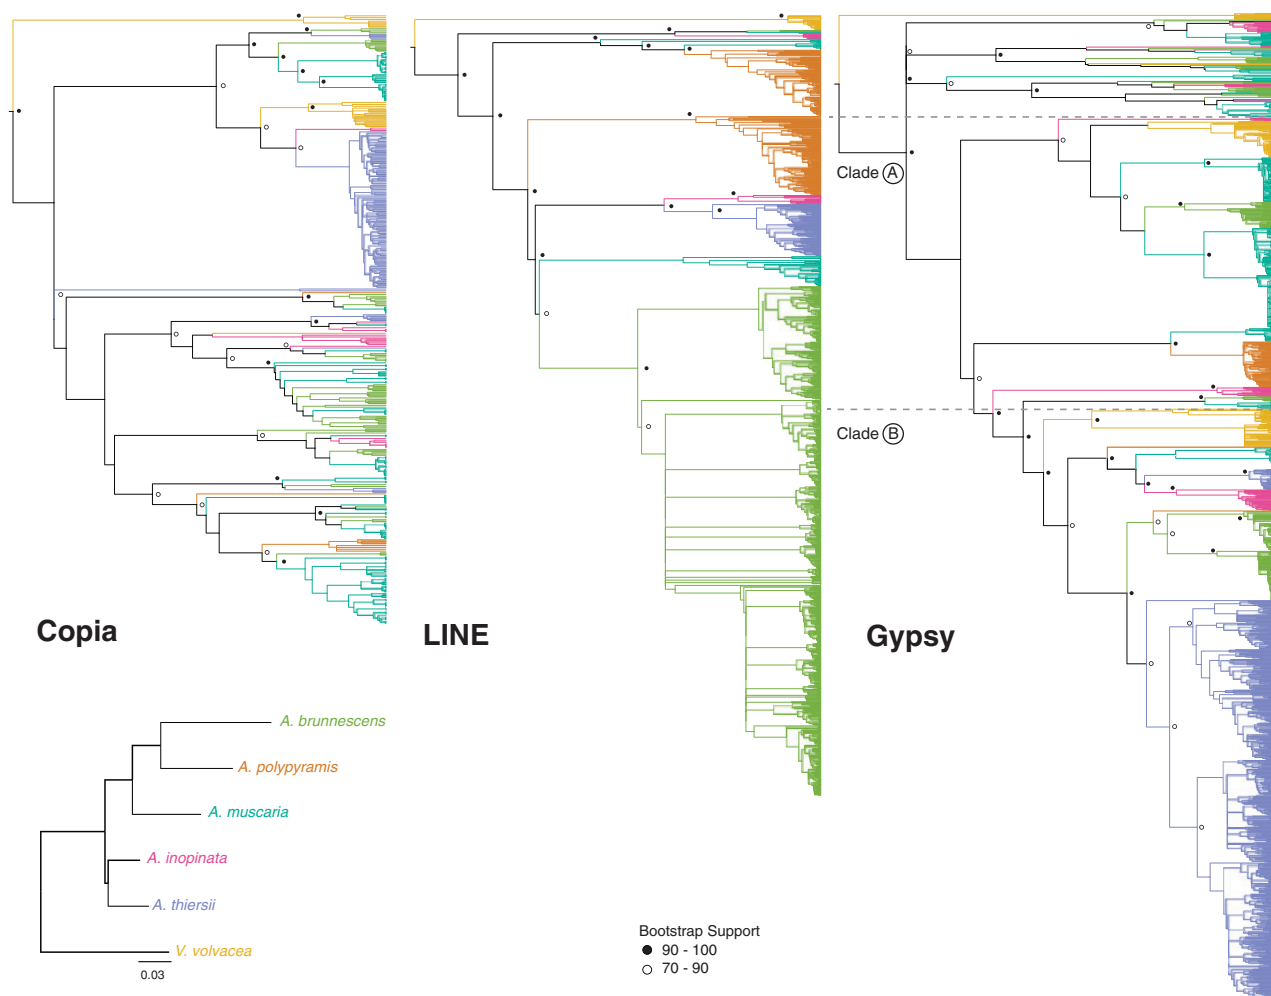 Clade A
Clade B
Copia
LINE
Gypsy
A. brunnescens
A. polypyramis
A. muscaria
A. inopinata
A. thiersii
V. volvacea
0.03
Bootstrap Support
90 - 100
70 - 90